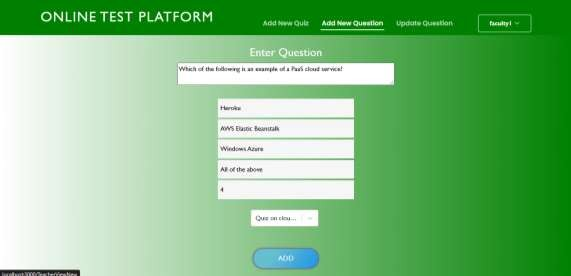 ONLINE TEST PLATFORM
Add New Quiz Add New Question Update Question faculty1
Enter Question
Which of the following is an example of a PaaS cloud service?
Heroku
AWS Elastic Beanstalk
Windows Azure
All of the above
4
Quiz on clou...
ADD
localhost:3000/TeacherViewNew